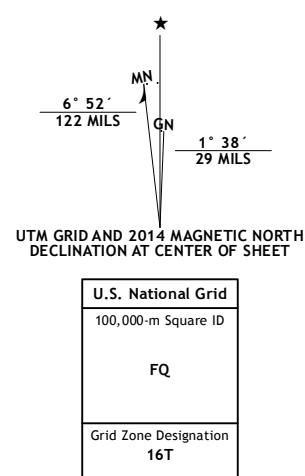 ★
MN
GN
6° 52´
122 MILS
1° 38´
29 MILS
UTM GRID AND 2014 MAGNETIC NORTH
DECLINATION AT CENTER OF SHEET
U.S. National Grid
100,000-m Square ID
FQ
Grid Zone Designation
16T